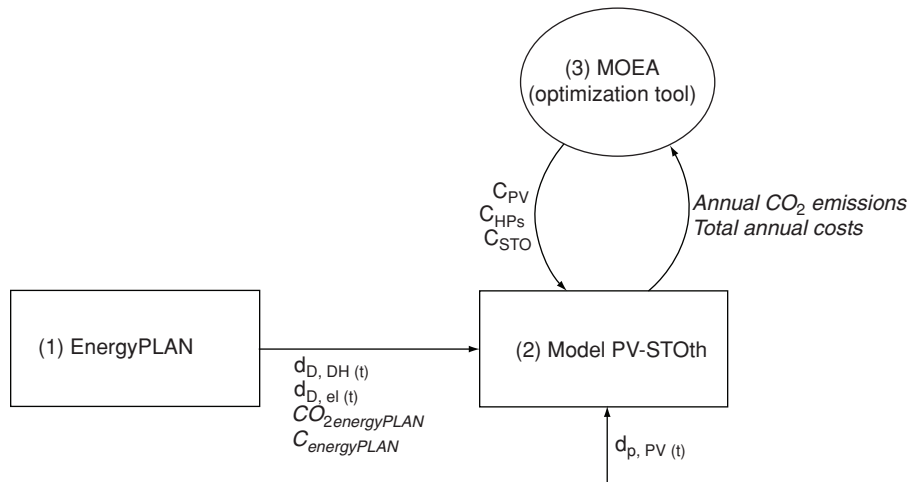 (3) MOEA
(optimization tool)
C_PV
C_HPs
C_STO
Annual CO₂ emissions
Total annual costs
(1) EnergyPLAN
(2) Model PV-STOth
d_D, DH (t)
d_D, el (t)
CO_2energyPLAN
C_energyPLAN
d_p, PV (t)